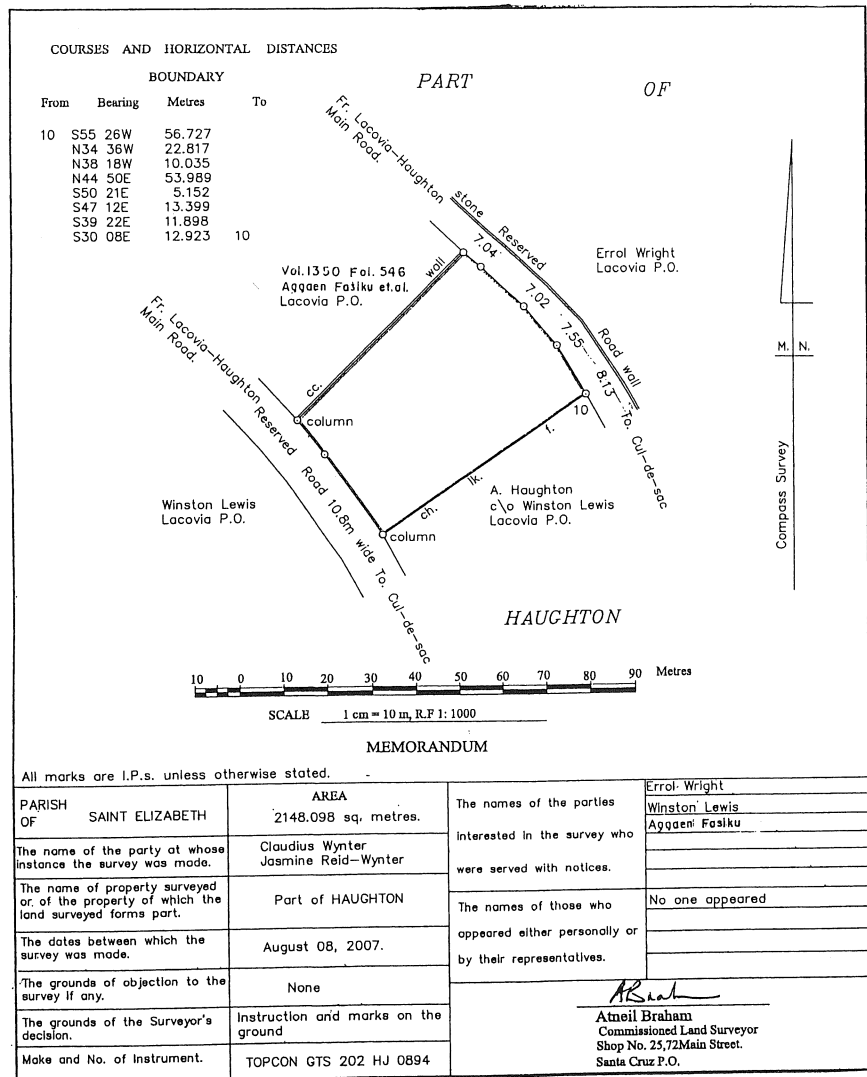 COURSES AND HORIZONTAL DISTANCES
BOUNDARY
From Bearing Metres To
10 S55 26W 56.727
N34 36W 22.817
N38 18W 10.035
N44 50E 53.989
S50 21E 5.152
S47 12E 13.399
S39 22E 11.898
S30 08E 12.923 10
PART OF
Fr. Lacovia-Haughton
Main Road.
stone Reserved
Road wall
7.04
7.02
7.55
8.13
To. Cul-de-sac
Errol Wright
Lacovia P.O.
Vol.1350 Fol. 546
Aggaen Fasiku et.al.
Lacovia P.O.
cc. wall
Fr. Lacovia-Haughton Reserved
Main Road.
Road 10.8m wide To. Cul-de-sac
column
10
ch. lk. f.
column
Winston Lewis
Lacovia P.O.
A. Haughton
c\o Winston Lewis
Lacovia P.O.
M. N.
Compass Survey
HAUGHTON
10 0 10 20 30 40 50 60 70 80 90 Metres
SCALE 1 cm = 10 m, R.F 1: 1000
MEMORANDUM
All marks are I.P.s. unless otherwise stated.
PARISH
OF SAINT ELIZABETH
AREA
2148.098 sq. metres.
The name of the party at whose
instance the survey was made.
Claudius Wynter
Jasmine Reid-Wynter
The name of property surveyed
or of the property of which the
land surveyed forms part.
Part of HAUGHTON
The dates between which the
survey was made.
August 08, 2007.
The grounds of objection to the
survey if any.
None
The grounds of the Surveyor's
decision.
Instruction and marks on the
ground
Make and No. of Instrument.
TOPCON GTS 202 HJ 0894
The names of the parties
interested in the survey who
were served with notices.
Errol Wright
Winston Lewis
Aggaen Fasiku
The names of those who
appeared either personally or
by their representatives.
No one appeared
ABrah
Atneil Braham
Commissioned Land Surveyor
Shop No. 25,72Main Street.
Santa Cruz P.O.